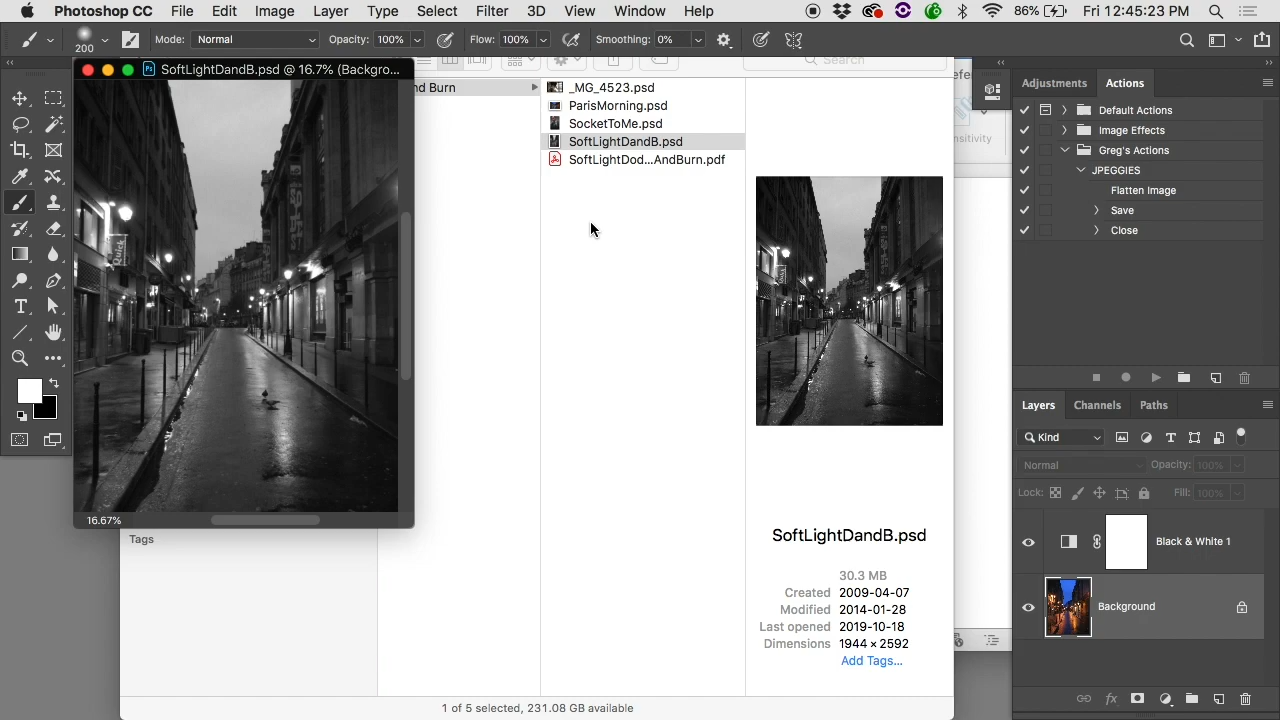 Photoshop CC File Edit Image Layer Type Select Filter 3D View Window Help 86% Fri 12:45:23 PM
200 Mode: Normal Opacity: 100% Flow: 100% Smoothing: 0%
SoftLightDandB.psd @ 16.7% (Backgro...
Search
nd Burn
_MG_4523.psd
ParisMorning.psd
SocketToMe.psd
SoftLightDandB.psd
SoftLightDod...AndBurn.pdf
Quick
16.67%
Tags
SoftLightDandB.psd
30.3 MB
Created 2009-04-07
Modified 2014-01-28
Last opened 2019-10-18
Dimensions 1944 × 2592
Add Tags...
1 of 5 selected, 231.08 GB available
efer
nsitivity
Adjustments Actions
Default Actions
Image Effects
Greg's Actions
JPEGGIES
Flatten Image
Save
Close
Layers Channels Paths
Kind
Normal Opacity: 100%
Lock: Fill: 100%
Black & White 1
Background
fx